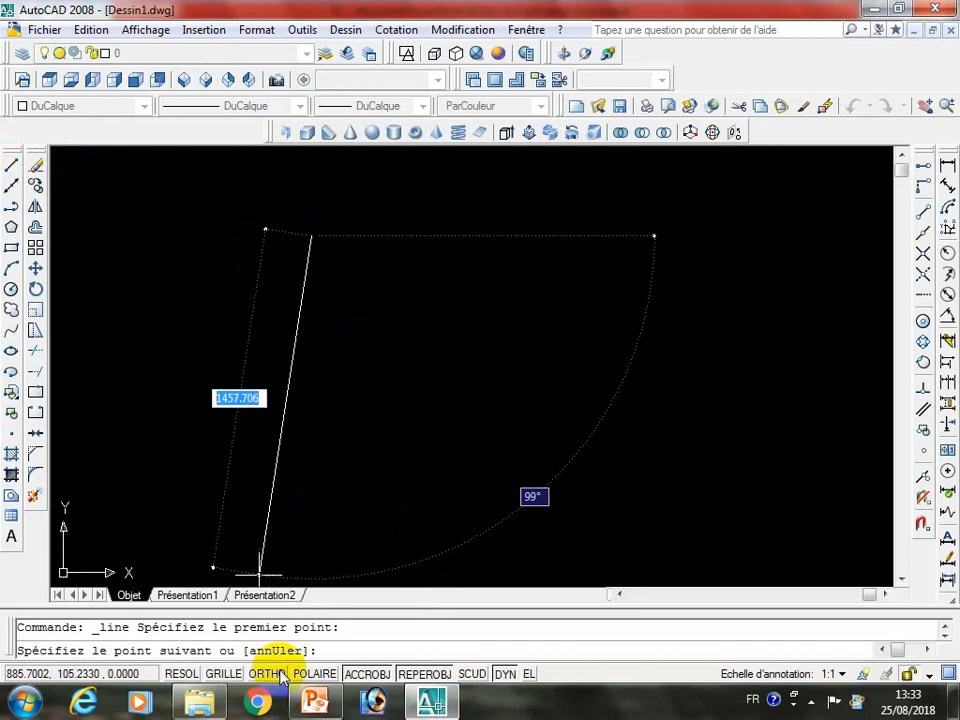 AutoCAD 2008 - [Dessin1.dwg]
Fichier Edition Affichage Insertion Format Outils Dessin Cotation Modification Fenêtre ? Tapez une question pour obtenir de l'aide
0
DuCalque DuCalque DuCalque ParCouleur
1457.706
99°
Y
X
A
Objet Présentation1 Présentation2
Commande: _line Spécifiez le premier point:
Spécifiez le point suivant ou [annUler]:
885.7002, 105.2330, 0.0000 RESOL GRILLE ORTHO POLAIRE ACCROBJ REPEROBJ SCUD DYN EL Echelle d'annotation: 1:1
FR 13:33
25/08/2018